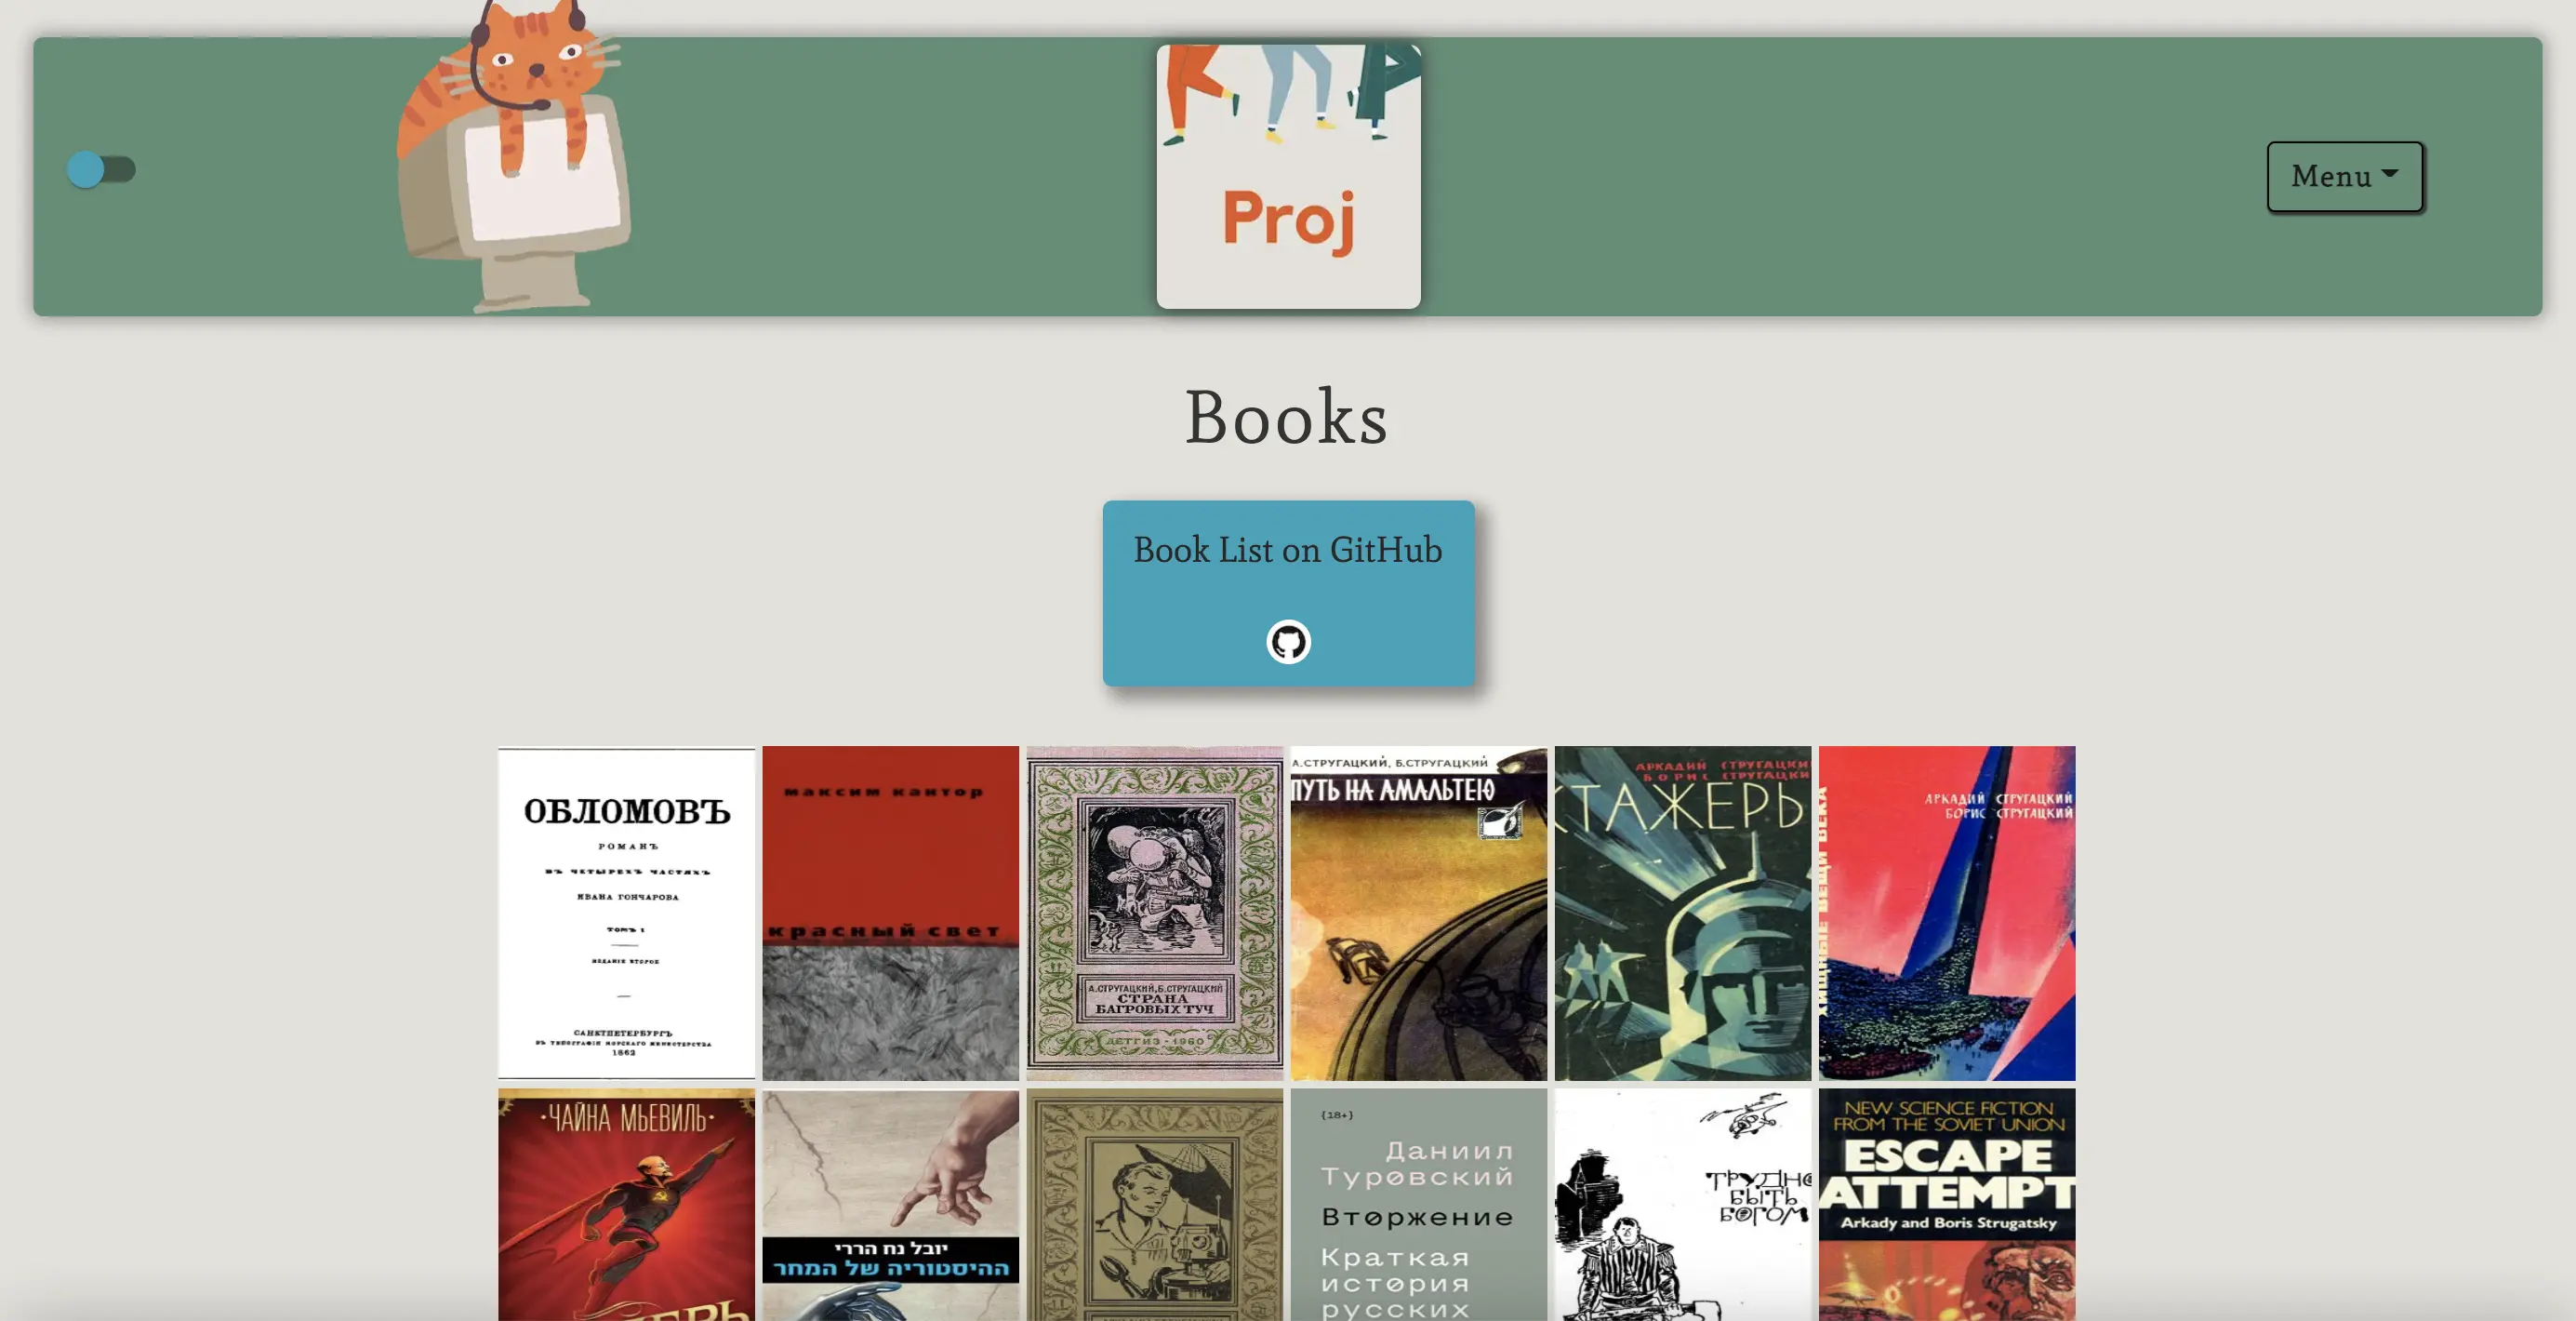 Proj
Menu
Books
Book List on GitHub
ОБЛОМОВЪ
РОМАНЪ
ВЪ ЧЕТЫРЕХЪ ЧАСТЯХЪ
ИВАНА ГОНЧАРОВА
ТОМЪ I
ИЗДАНІЕ ВТОРОЕ
САНКТПЕТЕРБУРГЪ
ВЪ ТИПОГРАФІИ МОРСКАГО МИНИСТЕРСТВА
1862
максим кантор
красный свет
А.СТРУГАЦКИЙ, Б.СТРУГАЦКИЙ
СТРАНА
БАГРОВЫХ ТУЧ
ДЕТГИЗ-1960
А.СТРУГАЦКИЙ, Б.СТРУГАЦКИЙ
ПУТЬ НА АМАЛЬТЕЮ
АРКАДИЙ СТРУГАЦКИ
БОРИС СТРУГАЦКИ
СТАЖЕРЫ
АРКАДИЙ СТРУГАЦКИЙ
БОРИС СТРУГАЦКИЙ
ХИЩНЫЕ ВЕЩИ ВЕКА
·ЧАЙНА МЬЕВИЛЬ·
יובל נח הררי
ההיסטוריה של המחר
{18+}
Даниил
Туровский
Вторжение
Краткая
история
русских
ТРУДНО
БЫТЬ
БОГОМ
NEW SCIENCE FICTION
FROM THE SOVIET UNION
ESCAPE
ATTEMPT
Arkady and Boris Strugatsky